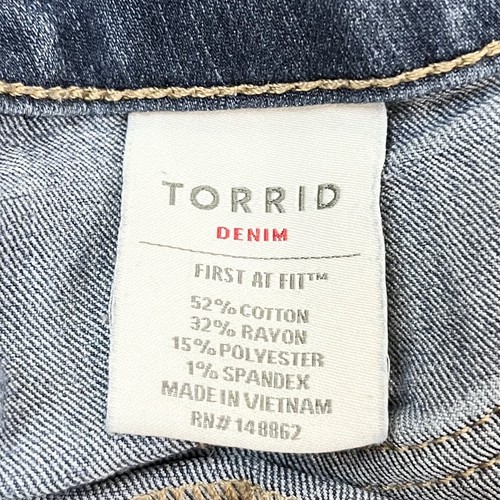 TORRID
DENIM
FIRST AT FIT™
52% COTTON
32% RAYON
15% POLYESTER
1% SPANDEX
MADE IN VIETNAM
RN# 148862